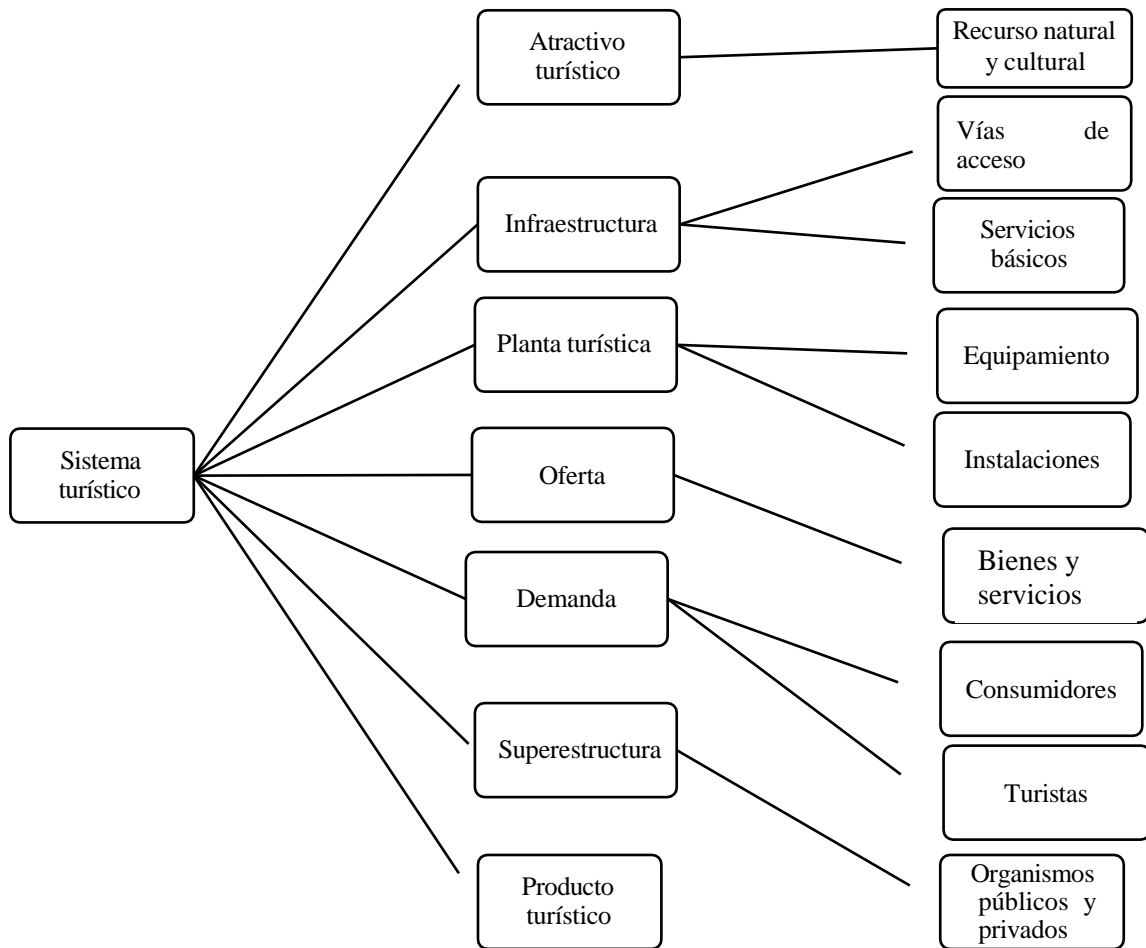 Atractivo
turístico
Recurso natural
y cultural
Vías de
acceso
Infraestructura
Servicios
básicos
Planta turística
Equipamiento
Sistema
turístico
Oferta
Instalaciones
Bienes y
servicios
Demanda
Consumidores
Superestructura
Turistas
Producto
turístico
Organismos
públicos y
privados